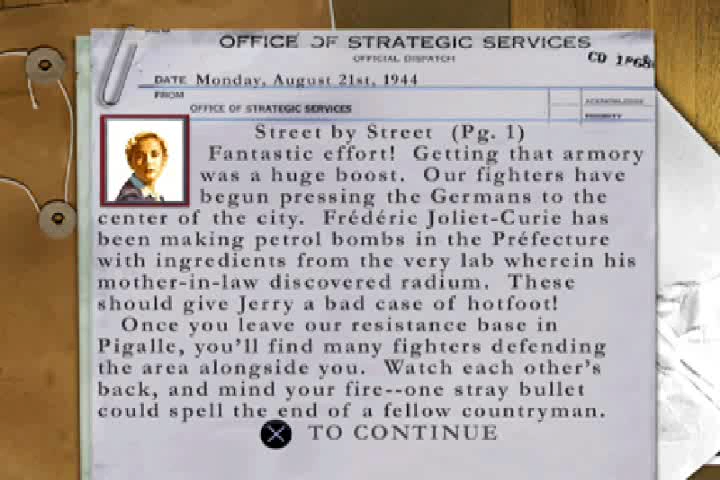 OFFICE OF STRATEGIC SERVICES
OFFICIAL DISPATCH
CD 1968
DATE Monday, August 21st, 1944
FROM
OFFICE OF STRATEGIC SERVICES
ACKNOWLEDGE
PRIORITY
Street by Street (Pg. 1)
Fantastic effort! Getting that armory
was a huge boost. Our fighters have
begun pressing the Germans to the
center of the city. Frédéric Joliet-Curie has
been making petrol bombs in the Préfecture
with ingredients from the very lab wherein his
mother-in-law discovered radium. These
should give Jerry a bad case of hotfoot!
Once you leave our resistance base in
Pigalle, you'll find many fighters defending
the area alongside you. Watch each other's
back, and mind your fire--one stray bullet
could spell the end of a fellow countryman.
TO CONTINUE